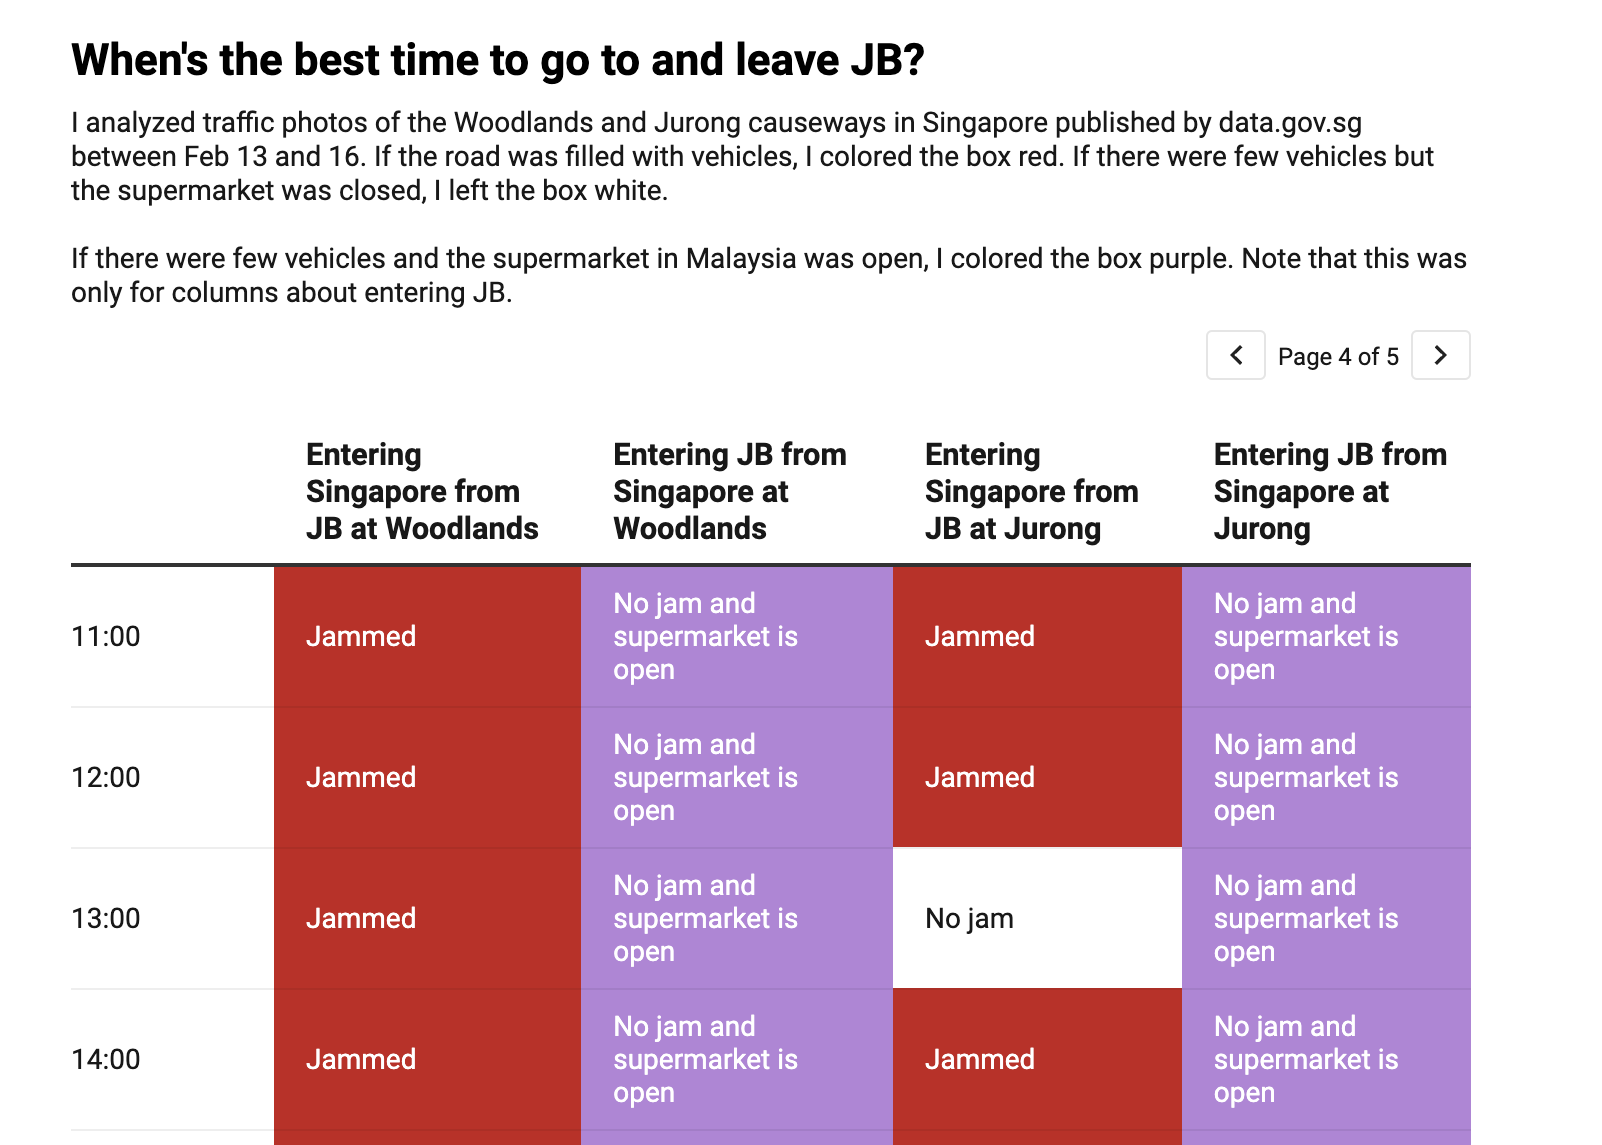 When's the best time to go to and leave JB?
I analyzed traffic photos of the Woodlands and Jurong causeways in Singapore published by data.gov.sg
between Feb 13 and 16. If the road was filled with vehicles, I colored the box red. If there were few vehicles but
the supermarket was closed, I left the box white.
If there were few vehicles and the supermarket in Malaysia was open, I colored the box purple. Note that this was
only for columns about entering JB.
Page 4 of 5
Entering
Singapore from
JB at Woodlands
Entering JB from
Singapore at
Woodlands
Entering
Singapore from
JB at Jurong
Entering JB from
Singapore at
Jurong
11:00
Jammed
No jam and
supermarket is
open
Jammed
No jam and
supermarket is
open
12:00
Jammed
No jam and
supermarket is
open
Jammed
No jam and
supermarket is
open
13:00
Jammed
No jam and
supermarket is
open
No jam
No jam and
supermarket is
open
14:00
Jammed
No jam and
supermarket is
open
Jammed
No jam and
supermarket is
open